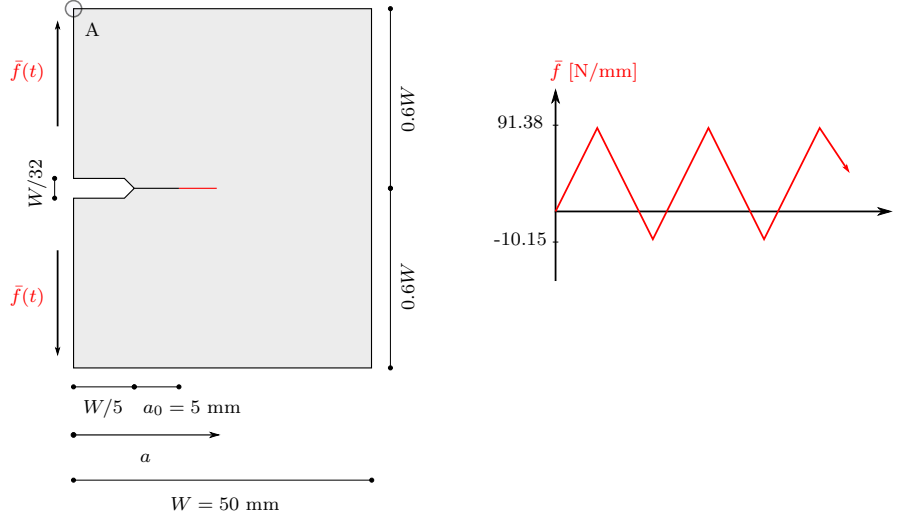 A
f̄(t)
0.6W
W/32
f̄(t)
0.6W
W/5
a₀ = 5 mm
a
W = 50 mm
f̄ [N/mm]
91.38
-10.15